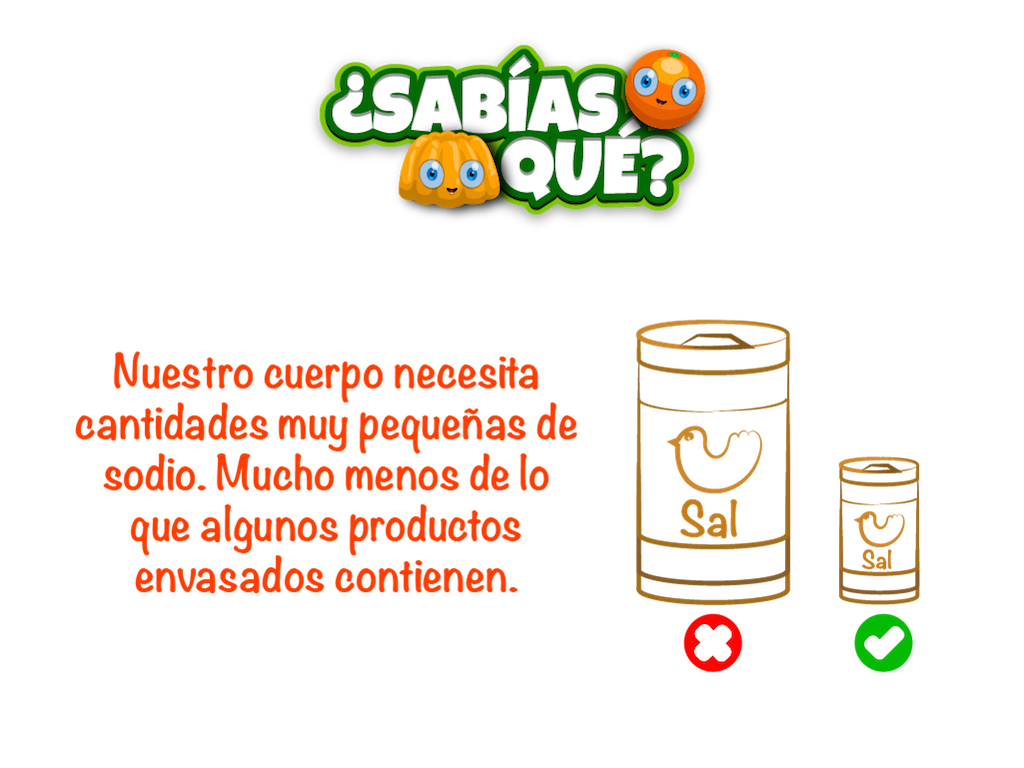 ¿SABÍAS
QUÉ?
Nuestro cuerpo necesita
cantidades muy pequeñas de
sodio. Mucho menos de lo
que algunos productos
envasados contienen.
Sal
Sal